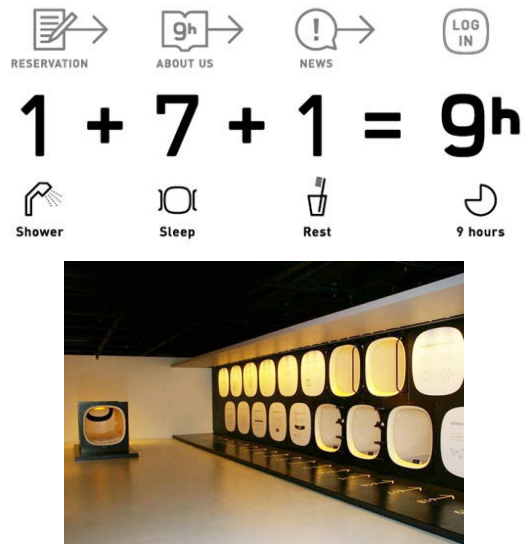 9h
LOG
IN
RESERVATION ABOUT US NEWS
1 + 7 + 1 = 9h
Shower Sleep Rest 9 hours